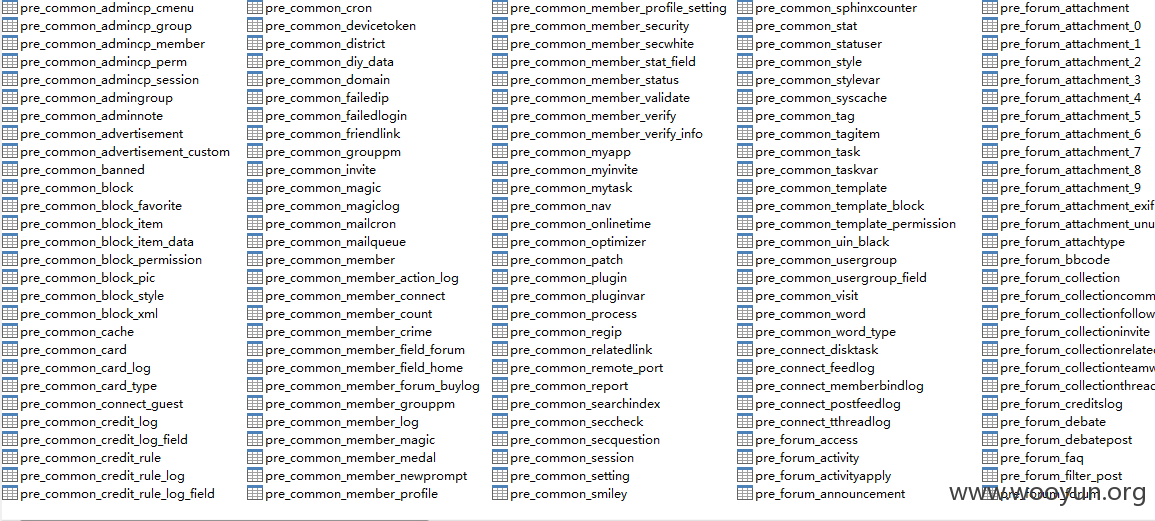 pre_common_admincp_cmenu
pre_common_admincp_group
pre_common_admincp_member
pre_common_admincp_perm
pre_common_admincp_session
pre_common_admingroup
pre_common_adminnote
pre_common_advertisement
pre_common_advertisement_custom
pre_common_banned
pre_common_block
pre_common_block_favorite
pre_common_block_item
pre_common_block_item_data
pre_common_block_permission
pre_common_block_pic
pre_common_block_style
pre_common_block_xml
pre_common_cache
pre_common_card
pre_common_card_log
pre_common_card_type
pre_common_connect_guest
pre_common_credit_log
pre_common_credit_log_field
pre_common_credit_rule
pre_common_credit_rule_log
pre_common_credit_rule_log_field
pre_common_cron
pre_common_devicetoken
pre_common_district
pre_common_diy_data
pre_common_domain
pre_common_failedip
pre_common_failedlogin
pre_common_friendlink
pre_common_grouppm
pre_common_invite
pre_common_magic
pre_common_magiclog
pre_common_mailcron
pre_common_mailqueue
pre_common_member
pre_common_member_action_log
pre_common_member_connect
pre_common_member_count
pre_common_member_crime
pre_common_member_field_forum
pre_common_member_field_home
pre_common_member_forum_buylog
pre_common_member_grouppm
pre_common_member_log
pre_common_member_magic
pre_common_member_medal
pre_common_member_newprompt
pre_common_member_profile
pre_common_member_profile_setting
pre_common_member_security
pre_common_member_secwhite
pre_common_member_stat_field
pre_common_member_status
pre_common_member_validate
pre_common_member_verify
pre_common_member_verify_info
pre_common_myapp
pre_common_myinvite
pre_common_mytask
pre_common_nav
pre_common_onlinetime
pre_common_optimizer
pre_common_patch
pre_common_plugin
pre_common_pluginvar
pre_common_process
pre_common_regip
pre_common_relatedlink
pre_common_remote_port
pre_common_report
pre_common_searchindex
pre_common_seccheck
pre_common_secquestion
pre_common_session
pre_common_setting
pre_common_smiley
pre_common_sphinxcounter
pre_common_stat
pre_common_statuser
pre_common_style
pre_common_stylevar
pre_common_syscache
pre_common_tag
pre_common_tagitem
pre_common_task
pre_common_taskvar
pre_common_template
pre_common_template_block
pre_common_template_permission
pre_common_uin_black
pre_common_usergroup
pre_common_usergroup_field
pre_common_visit
pre_common_word
pre_common_word_type
pre_connect_disktask
pre_connect_feedlog
pre_connect_memberbindlog
pre_connect_postfeedlog
pre_connect_tthreadlog
pre_forum_access
pre_forum_activity
pre_forum_activityapply
pre_forum_announcement
pre_forum_attachment
pre_forum_attachment_0
pre_forum_attachment_1
pre_forum_attachment_2
pre_forum_attachment_3
pre_forum_attachment_4
pre_forum_attachment_5
pre_forum_attachment_6
pre_forum_attachment_7
pre_forum_attachment_8
pre_forum_attachment_9
pre_forum_attachment_exif
pre_forum_attachment_unu
pre_forum_attachtype
pre_forum_bbcode
pre_forum_collection
pre_forum_collectioncomm
pre_forum_collectionfollow
pre_forum_collectioninvite
pre_forum_collectionrelate
pre_forum_collectionteamw
pre_forum_collectionthread
pre_forum_creditslog
pre_forum_debate
pre_forum_debatepost
pre_forum_faq
pre_forum_filter_post
pre_forum_forum
www.wooyun.org